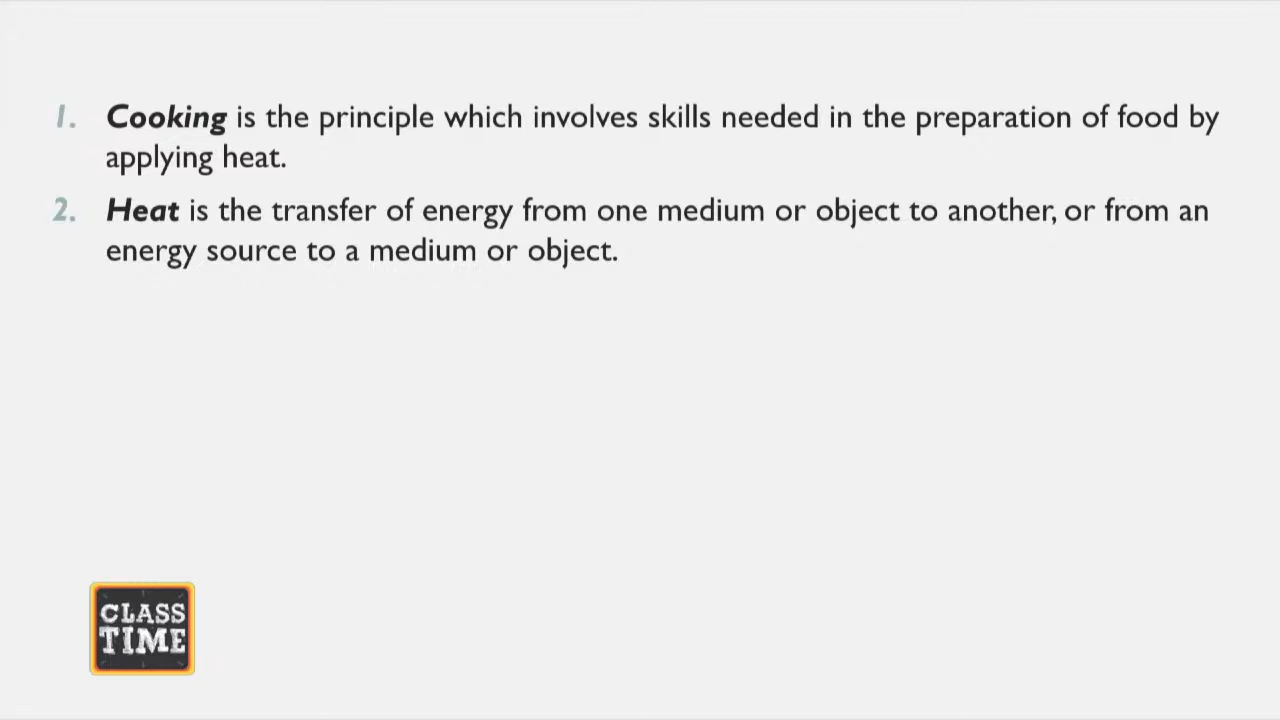 1. Cooking is the principle which involves skills needed in the preparation of food by
applying heat.
2. Heat is the transfer of energy from one medium or object to another, or from an
energy source to a medium or object.
CLASS
TIME